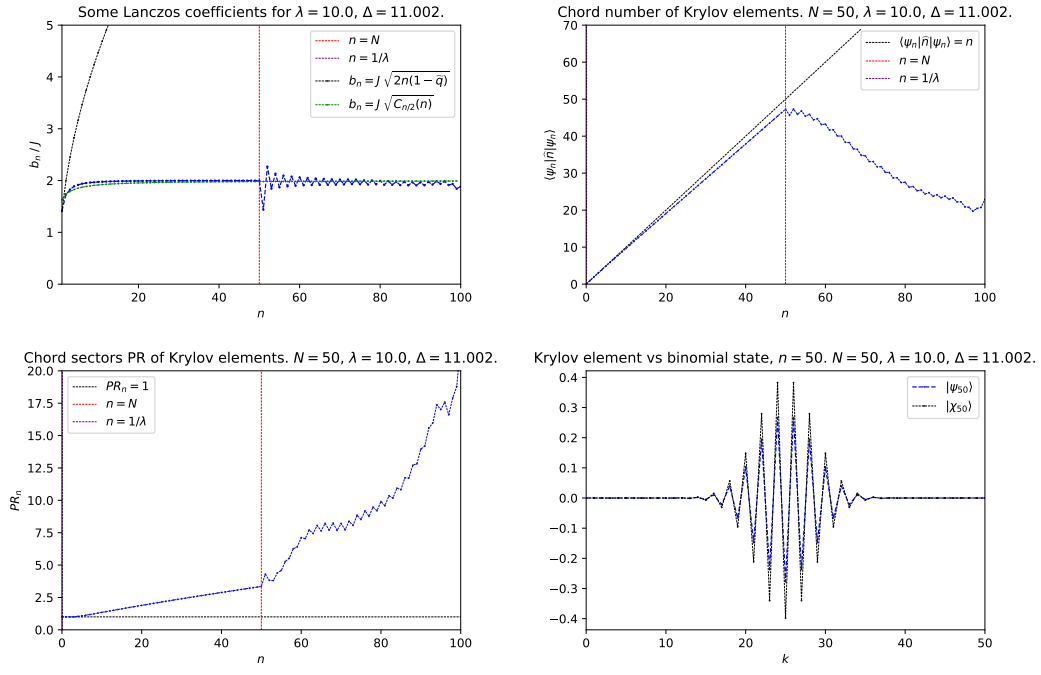 Some Lanczos coefficients for λ = 10.0, Δ = 11.002.
b_n / J
5
4
3
2
1
0
n = N
n = 1/λ
b_n = J √(2n(1 − q̃))
b_n = J √(C_{n/2}(n))
20 40 60 80 100
n
Chord number of Krylov elements. N = 50, λ = 10.0, Δ = 11.002.
⟨ψ_n|n̂|ψ_n⟩
70
60
50
40
30
20
10
0
⟨ψ_n|n̂|ψ_n⟩ = n
n = N
n = 1/λ
0 20 40 60 80 100
n
Chord sectors PR of Krylov elements. N = 50, λ = 10.0, Δ = 11.002.
PR_n
20.0
17.5
15.0
12.5
10.0
7.5
5.0
2.5
0.0
PR_n = 1
n = N
n = 1/λ
0 20 40 60 80 100
n
Krylov element vs binomial state, n = 50. N = 50, λ = 10.0, Δ = 11.002.
0.4
0.3
0.2
0.1
0.0
−0.1
−0.2
−0.3
−0.4
|ψ_50⟩
|χ_50⟩
0 10 20 30 40 50
k